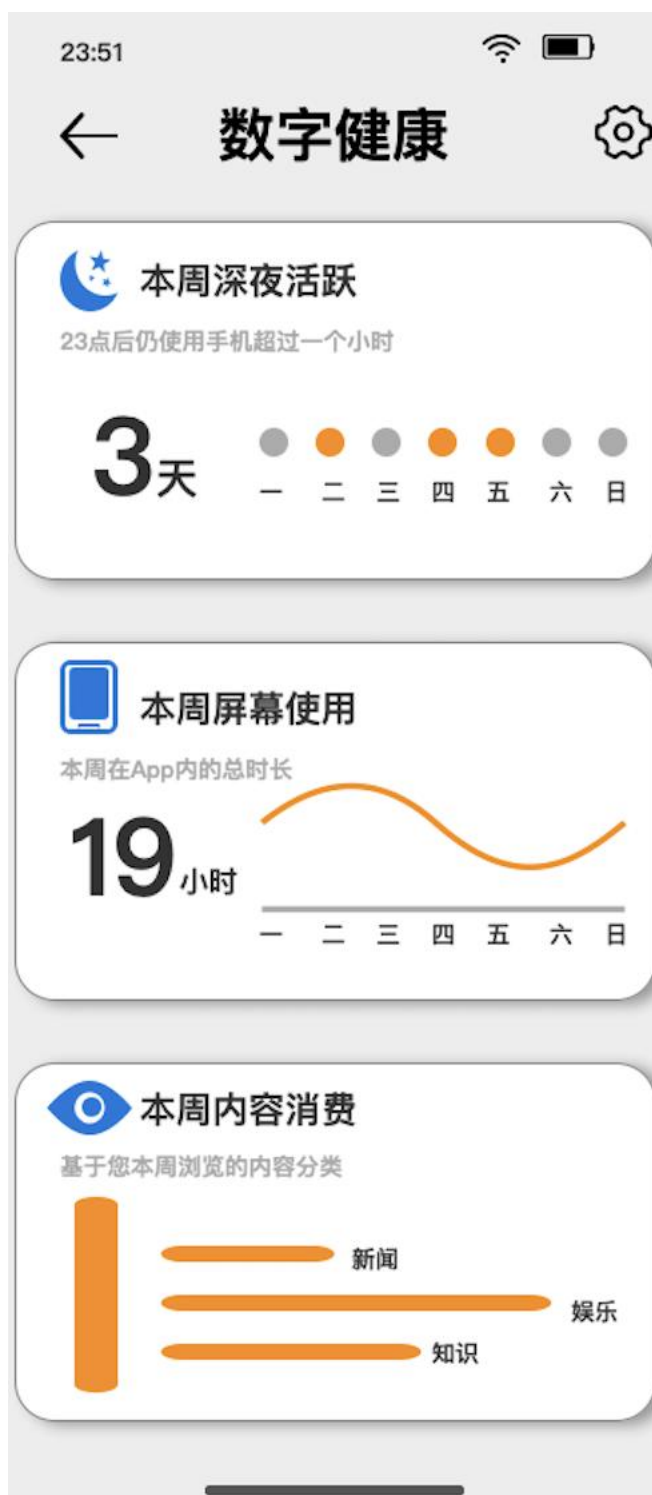 23:51
数字健康
本周深夜活跃
23点后仍使用手机超过一个小时
3天
一 二 三 四 五 六 日
本周屏幕使用
本周在App内的总时长
19小时
一 二 三 四 五 六 日
本周内容消费
基于您本周浏览的内容分类
新闻
娱乐
知识